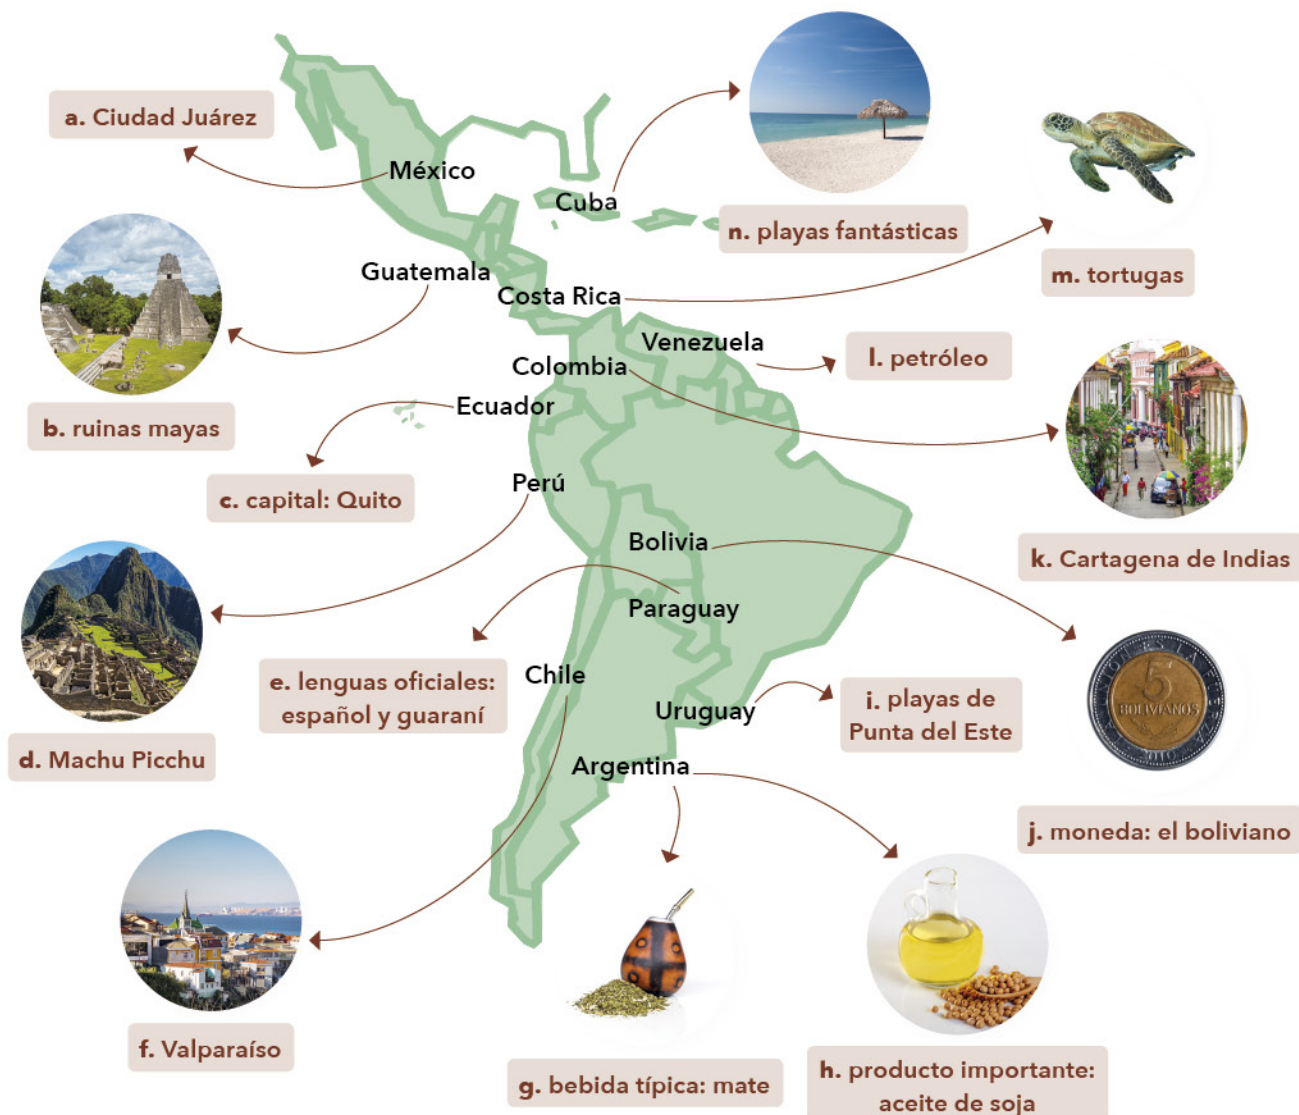 a. Ciudad Juárez
México
Cuba
n. playas fantásticas
m. tortugas
Guatemala
Costa Rica
b. ruinas mayas
Venezuela
l. petróleo
Colombia
Ecuador
c. capital: Quito
Perú
k. Cartagena de Indias
Bolivia
Paraguay
d. Machu Picchu
e. lenguas oficiales:
español y guaraní
Chile
Uruguay
i. playas de
Punta del Este
5
BOLIVIANOS
2010
j. moneda: el boliviano
Argentina
f. Valparaíso
g. bebida típica: mate
h. producto importante:
aceite de soja